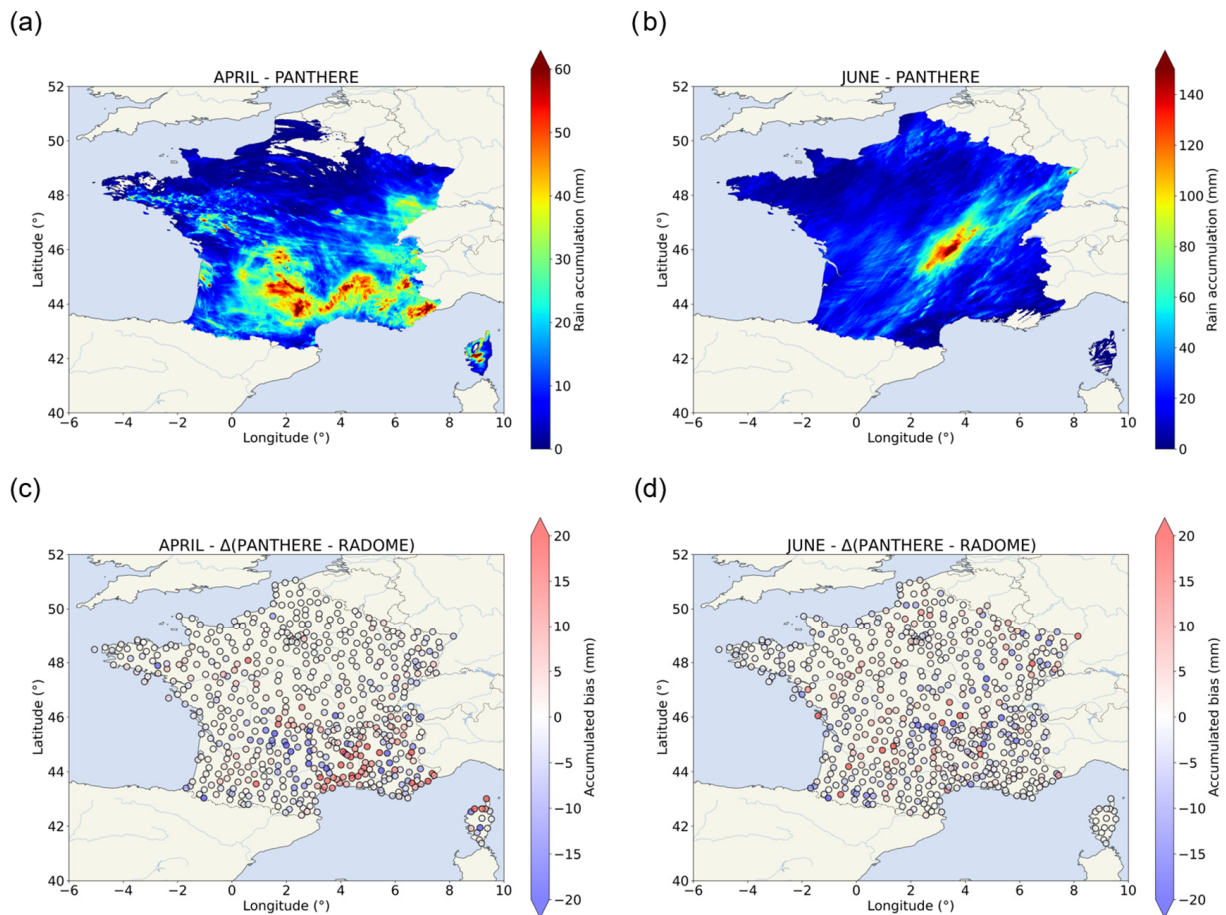 (a)
APRIL - PANTHERE
52
50
48
46
44
42
40
Latitude (°)
−6 −4 −2 0 2 4 6 8 10
Longitude (°)
60
50
40
30
20
10
0
Rain accumulation (mm)
(b)
JUNE - PANTHERE
52
50
48
46
44
42
40
Latitude (°)
−6 −4 −2 0 2 4 6 8 10
Longitude (°)
140
120
100
80
60
40
20
0
Rain accumulation (mm)
(c)
APRIL - Δ(PANTHERE - RADOME)
52
50
48
46
44
42
40
Latitude (°)
−6 −4 −2 0 2 4 6 8 10
Longitude (°)
20
15
10
5
0
−5
−10
−15
−20
Accumulated bias (mm)
(d)
JUNE - Δ(PANTHERE - RADOME)
52
50
48
46
44
42
40
Latitude (°)
−6 −4 −2 0 2 4 6 8 10
Longitude (°)
20
15
10
5
0
−5
−10
−15
−20
Accumulated bias (mm)